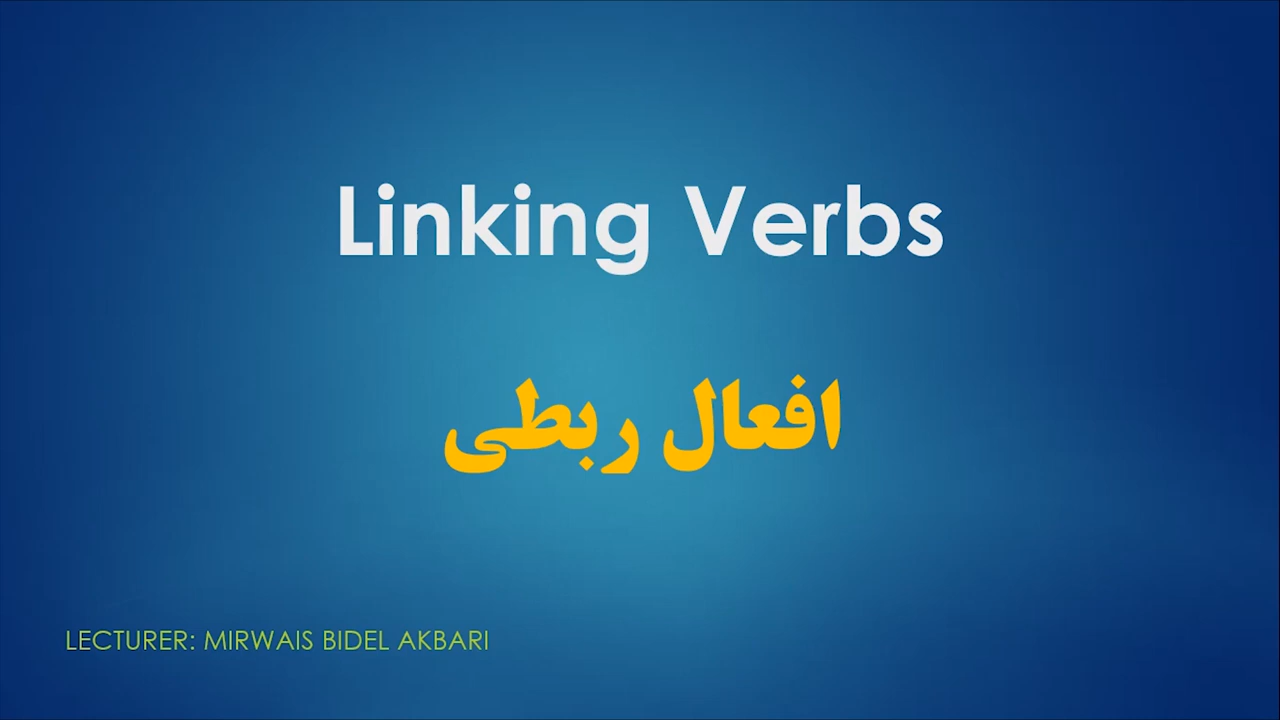 Linking Verbs
افعال ربطی
LECTURER: MIRWAIS BIDEL AKBARI